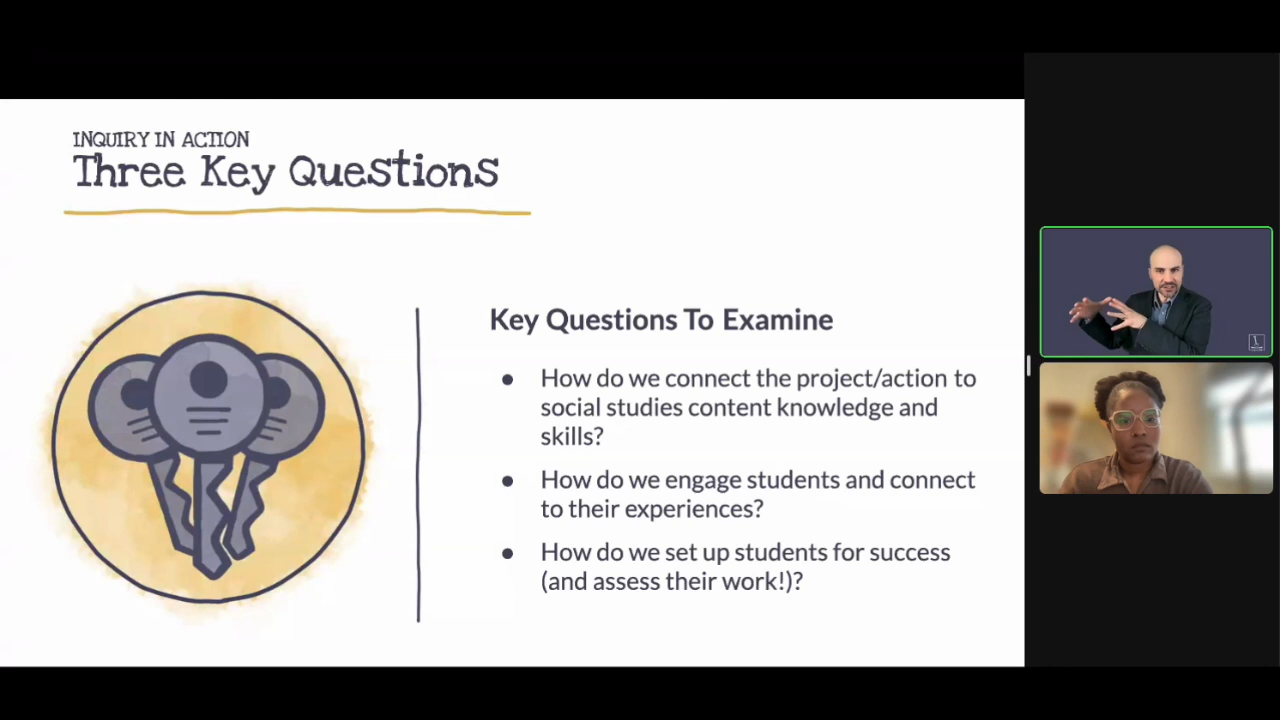 INQUIRY IN ACTION
Three Key Questions
Key Questions To Examine
● How do we connect the project/action to
social studies content knowledge and
skills?
● How do we engage students and connect
to their experiences?
● How do we set up students for success
(and assess their work!)?